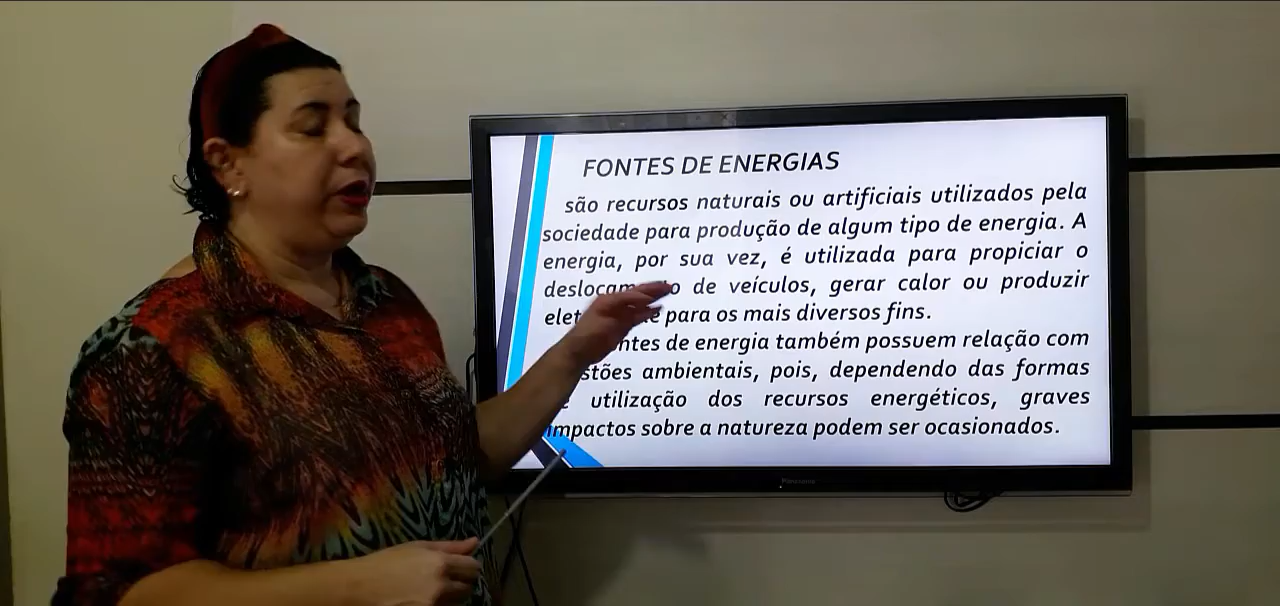 FONTES DE ENERGIAS
são recursos naturais ou artificiais utilizados pela
sociedade para produção de algum tipo de energia. A
energia, por sua vez, é utilizada para propiciar o
de veículos, gerar calor ou produzir
para os mais diversos fins.
de energia também possuem relação com
ambientais, pois, dependendo das formas
utilização dos recursos energéticos, graves
impactos sobre a natureza podem ser ocasionados.
Panasonic